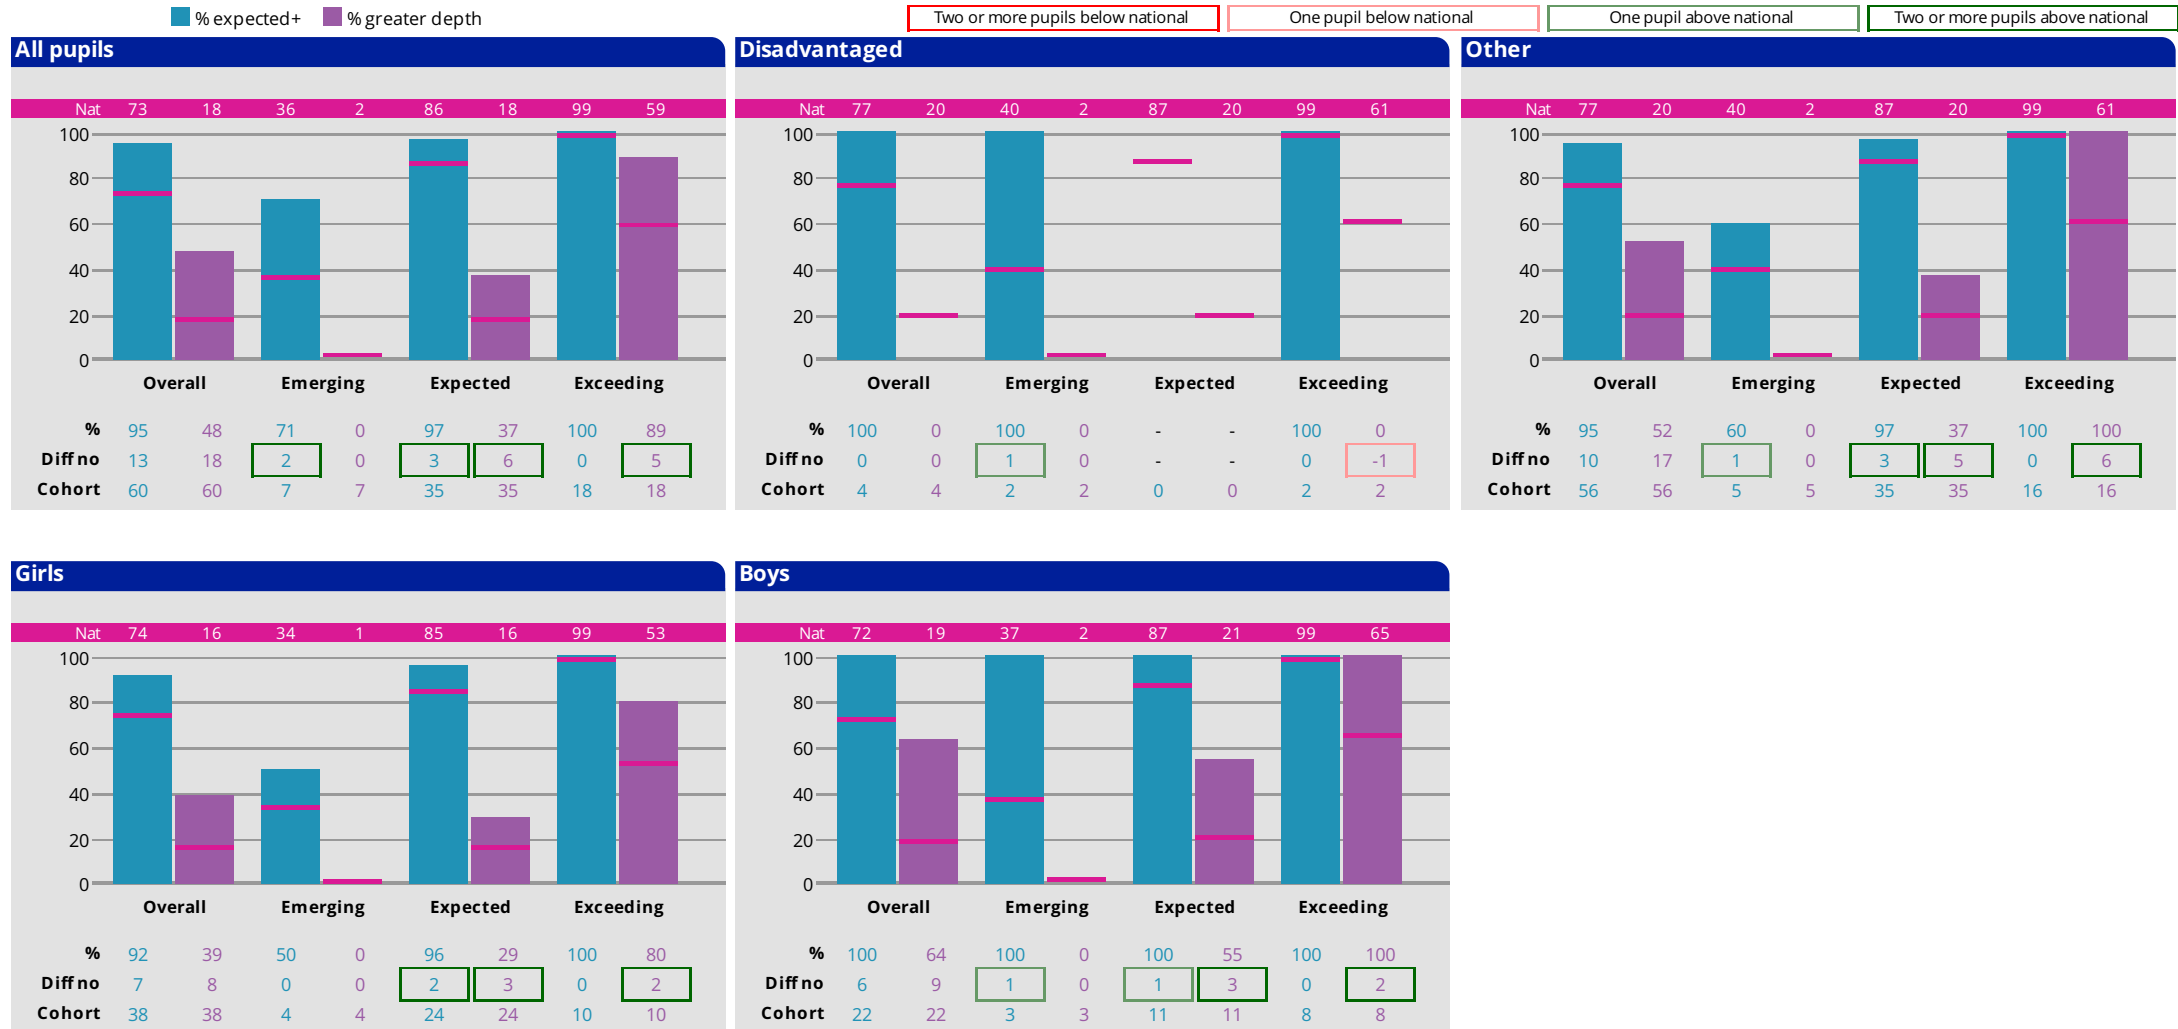 % expected+ % greater depth
Two or more pupils below national One pupil below national One pupil above national Two or more pupils above national
All pupils
Nat 73 18 36 2 86 18 99 59
100
80
60
40
20
0
Overall Emerging Expected Exceeding
% 95 48 71 0 97 37 100 89
Diff no 13 18 2 0 3 6 0 5
Cohort 60 60 7 7 35 35 18 18
Disadvantaged
Nat 77 20 40 2 87 20 99 61
100
80
60
40
20
0
Overall Emerging Expected Exceeding
% 100 0 100 0 - - 100 0
Diff no 0 0 1 0 - - 0 -1
Cohort 4 4 2 2 0 0 2 2
Other
Nat 77 20 40 2 87 20 99 61
100
80
60
40
20
0
Overall Emerging Expected Exceeding
% 95 52 60 0 97 37 100 100
Diff no 10 17 1 0 3 5 0 6
Cohort 56 56 5 5 35 35 16 16
Girls
Nat 74 16 34 1 85 16 99 53
100
80
60
40
20
0
Overall Emerging Expected Exceeding
% 92 39 50 0 96 29 100 80
Diff no 7 8 0 0 2 3 0 2
Cohort 38 38 4 4 24 24 10 10
Boys
Nat 72 19 37 2 87 21 99 65
100
80
60
40
20
0
Overall Emerging Expected Exceeding
% 100 64 100 0 100 55 100 100
Diff no 6 9 1 0 1 3 0 2
Cohort 22 22 3 3 11 11 8 8